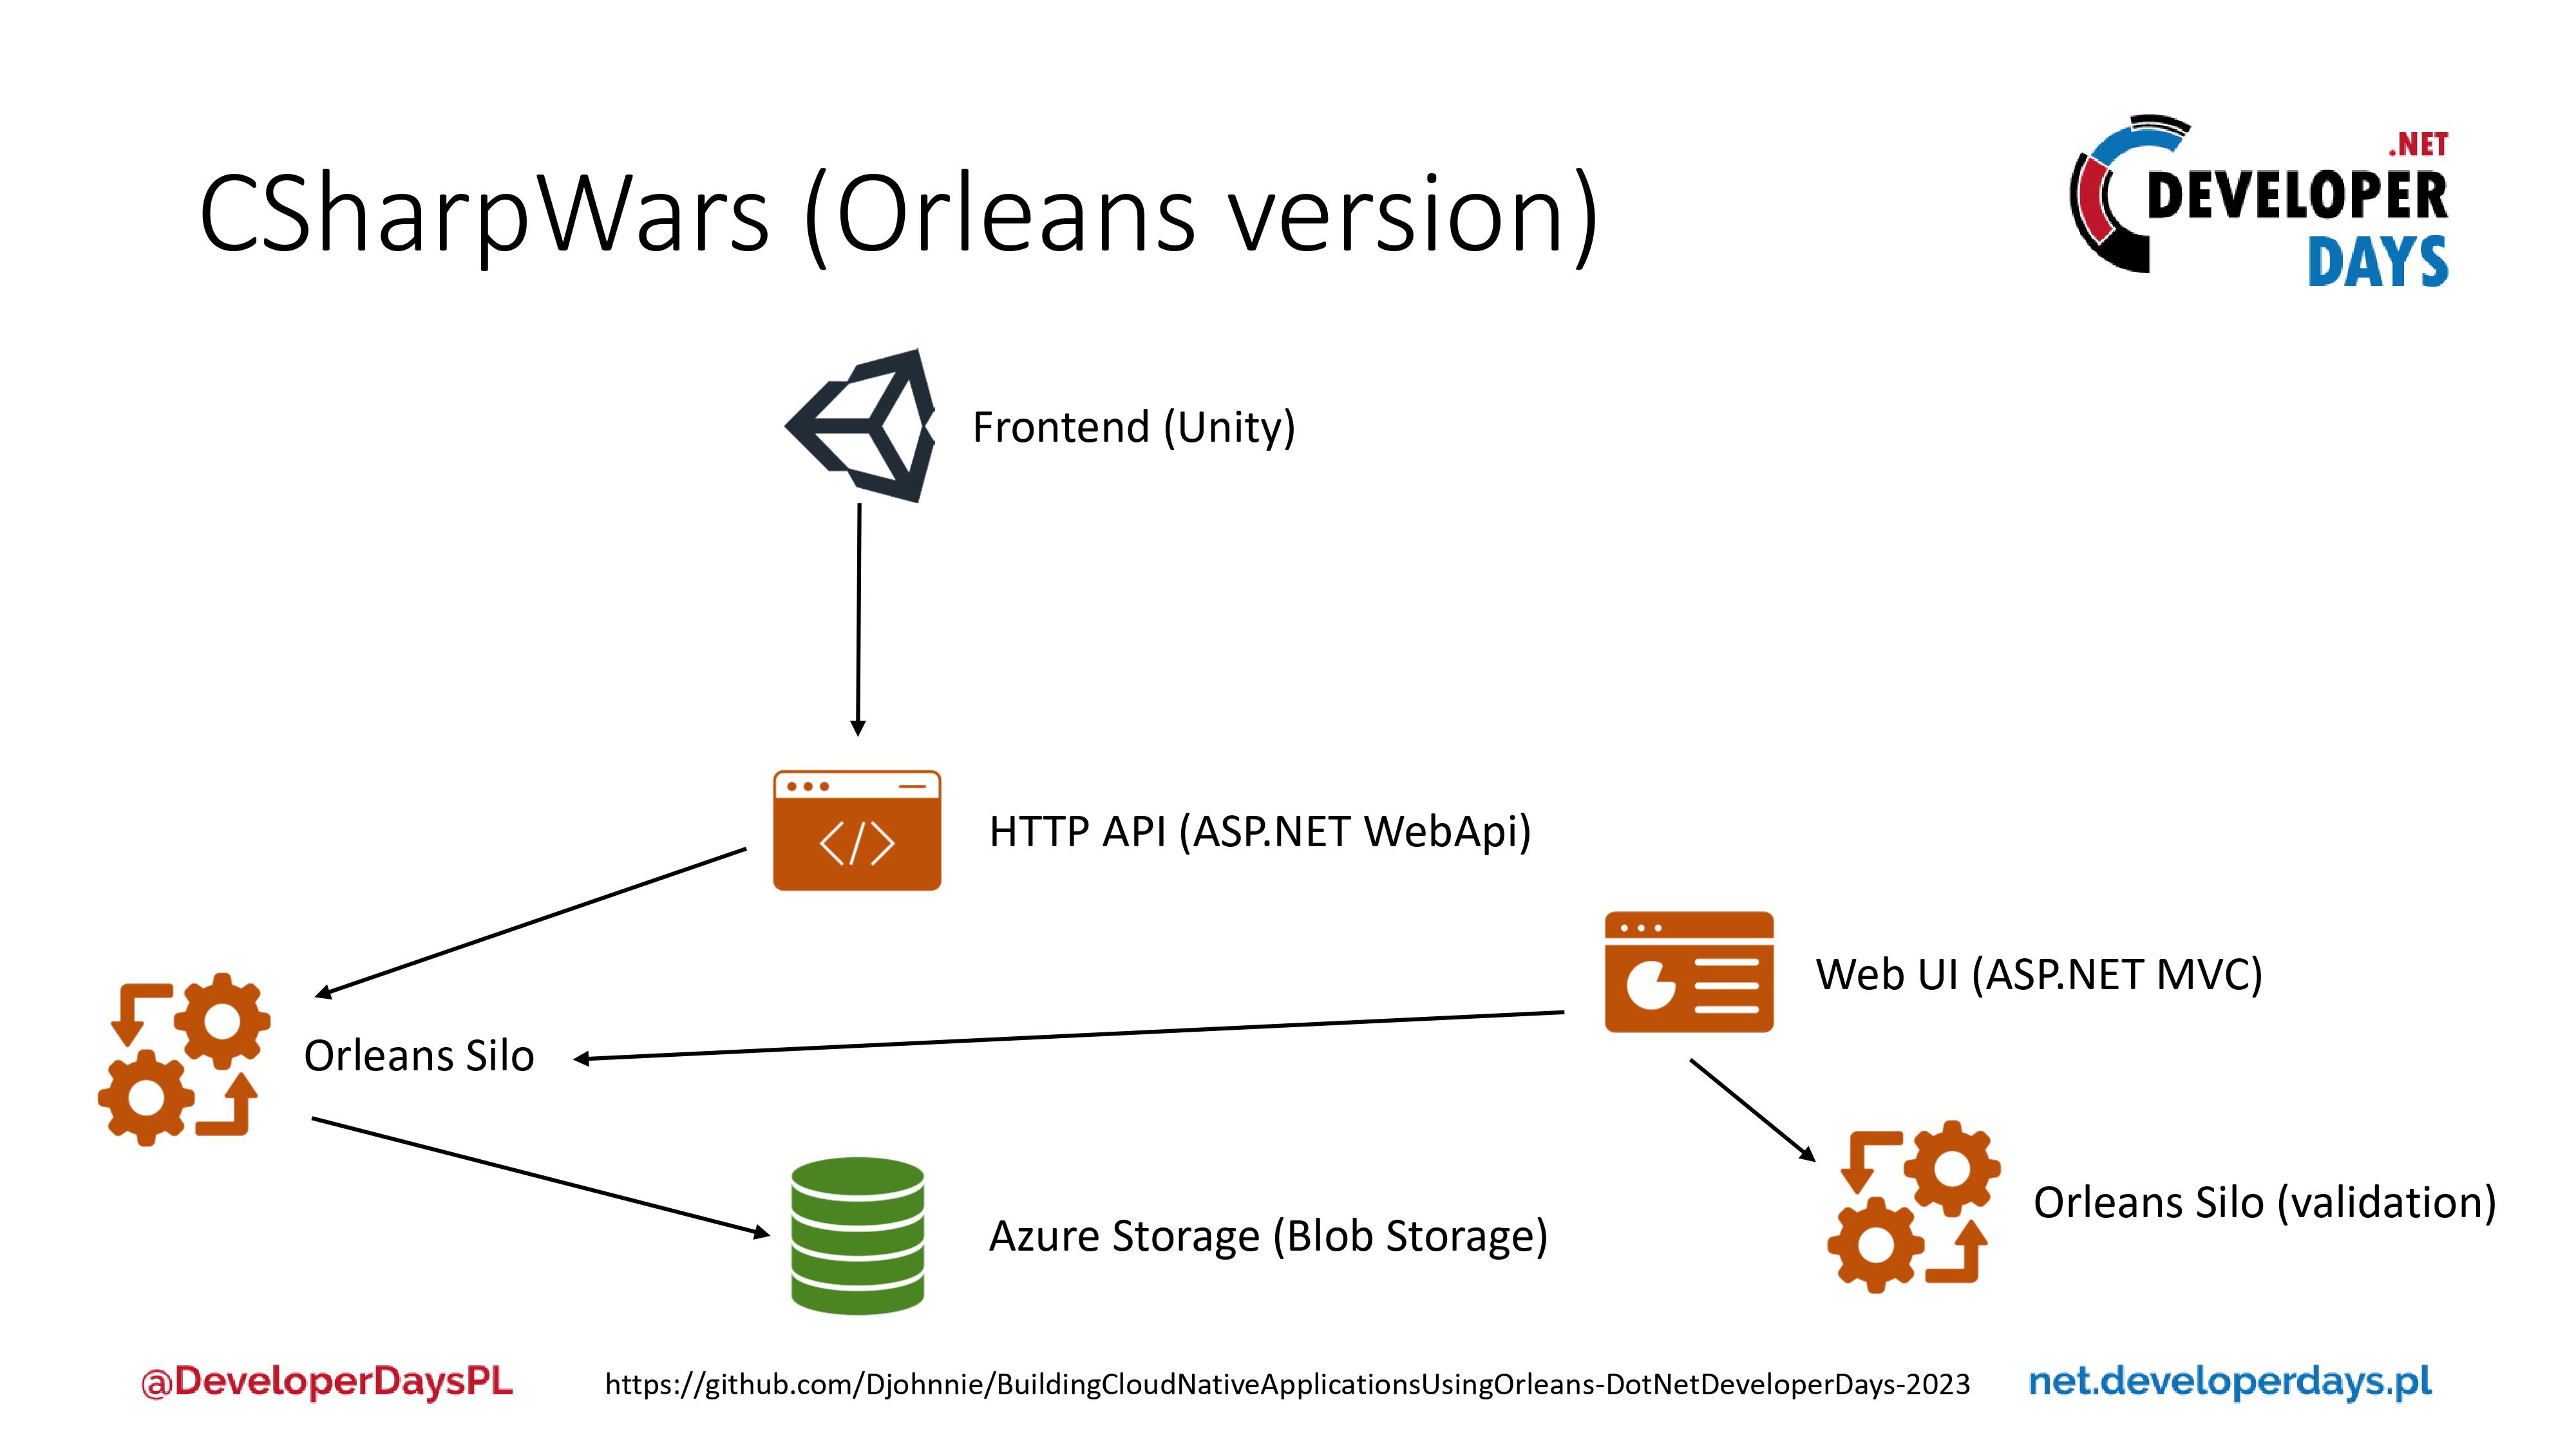 CSharpWars (Orleans version)
.NET
DEVELOPER
DAYS
Frontend (Unity)
</>
HTTP API (ASP.NET WebApi)
Web UI (ASP.NET MVC)
Orleans Silo
Orleans Silo (validation)
Azure Storage (Blob Storage)
@DeveloperDaysPL
https://github.com/Djohnnie/BuildingCloudNativeApplicationsUsingOrleans-DotNetDeveloperDays-2023
net.developerdays.pl